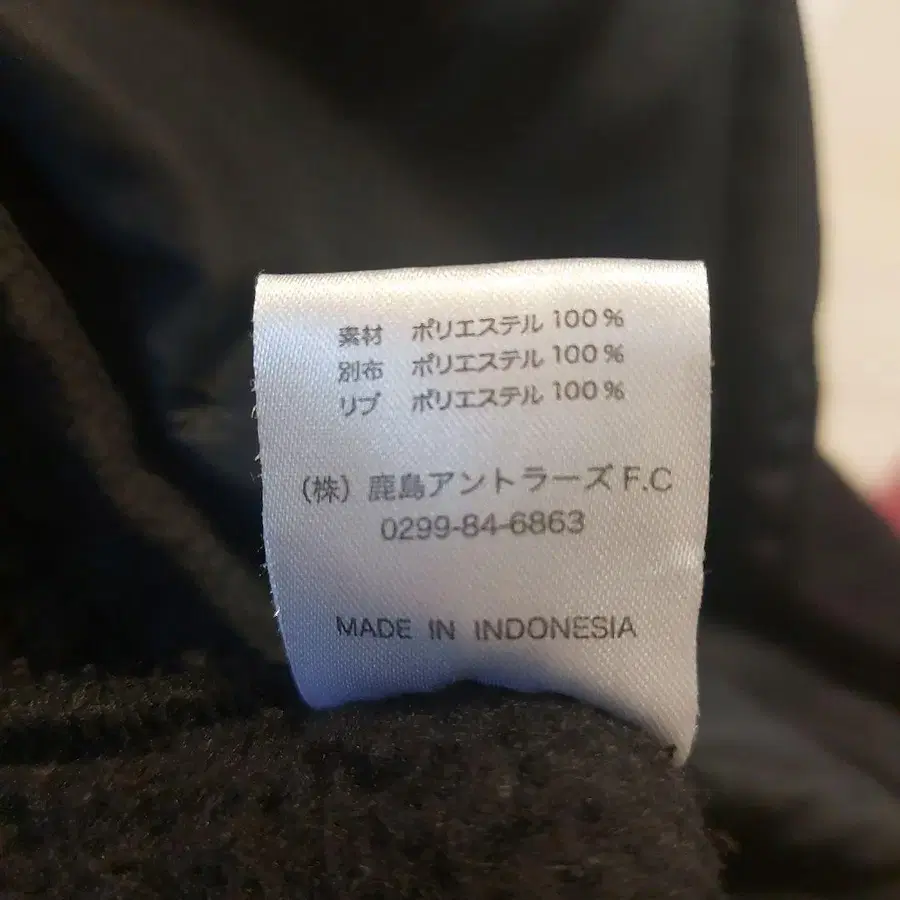 素材 ポリエステル 100%
別布 ポリエステル 100%
リブ ポリエステル 100%
(株) 鹿島アントラーズ F.C
0299-84-6863
MADE IN INDONESIA